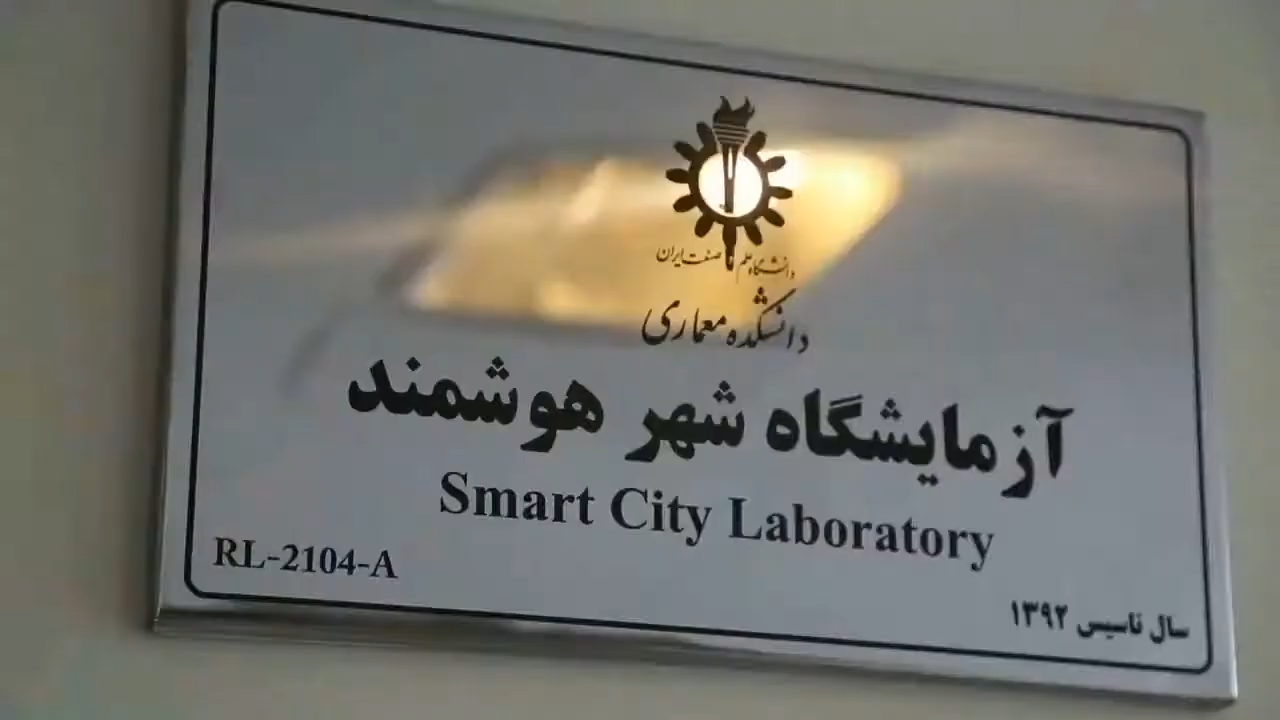 دانشگاه علم و صنعت ایران
دانشکده معماری
آزمایشگاه شهر هوشمند
Smart City Laboratory
RL-2104-A
سال تاسیس ۱۳۹۲